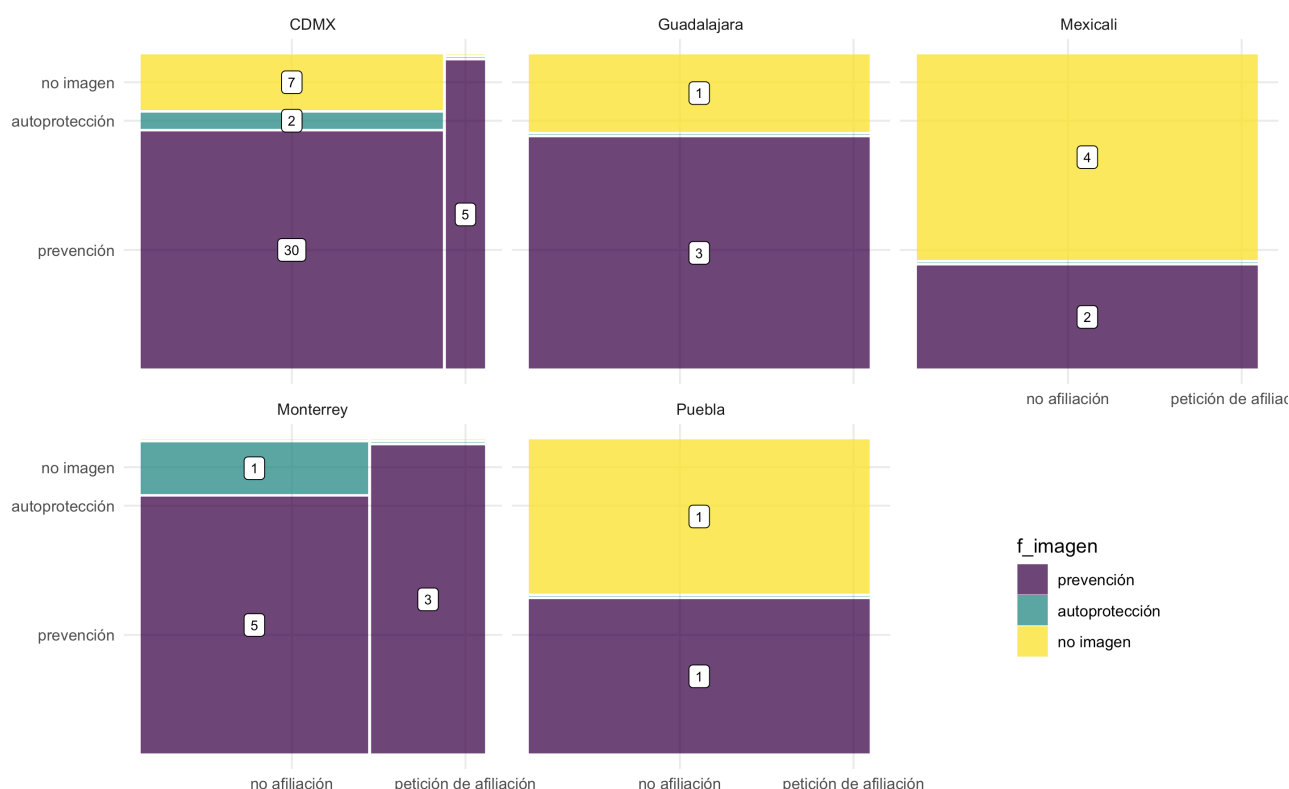 CDMX
Guadalajara
Mexicali
no imagen
autoprotección
prevención
7
2
30
5
1
3
4
2
no afiliación
petición de afiliac
Monterrey
Puebla
no imagen
autoprotección
prevención
1
5
3
1
1
f_imagen
prevención
autoprotección
no imagen
no afiliación
petición de afiliación
no afiliación
petición de afiliación